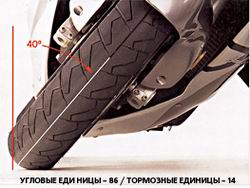 40°
УГЛОВЫЕ ЕДИ НИЦЫ – 86 / ТОРМОЗНЫЕ ЕДИНИЦЫ – 14